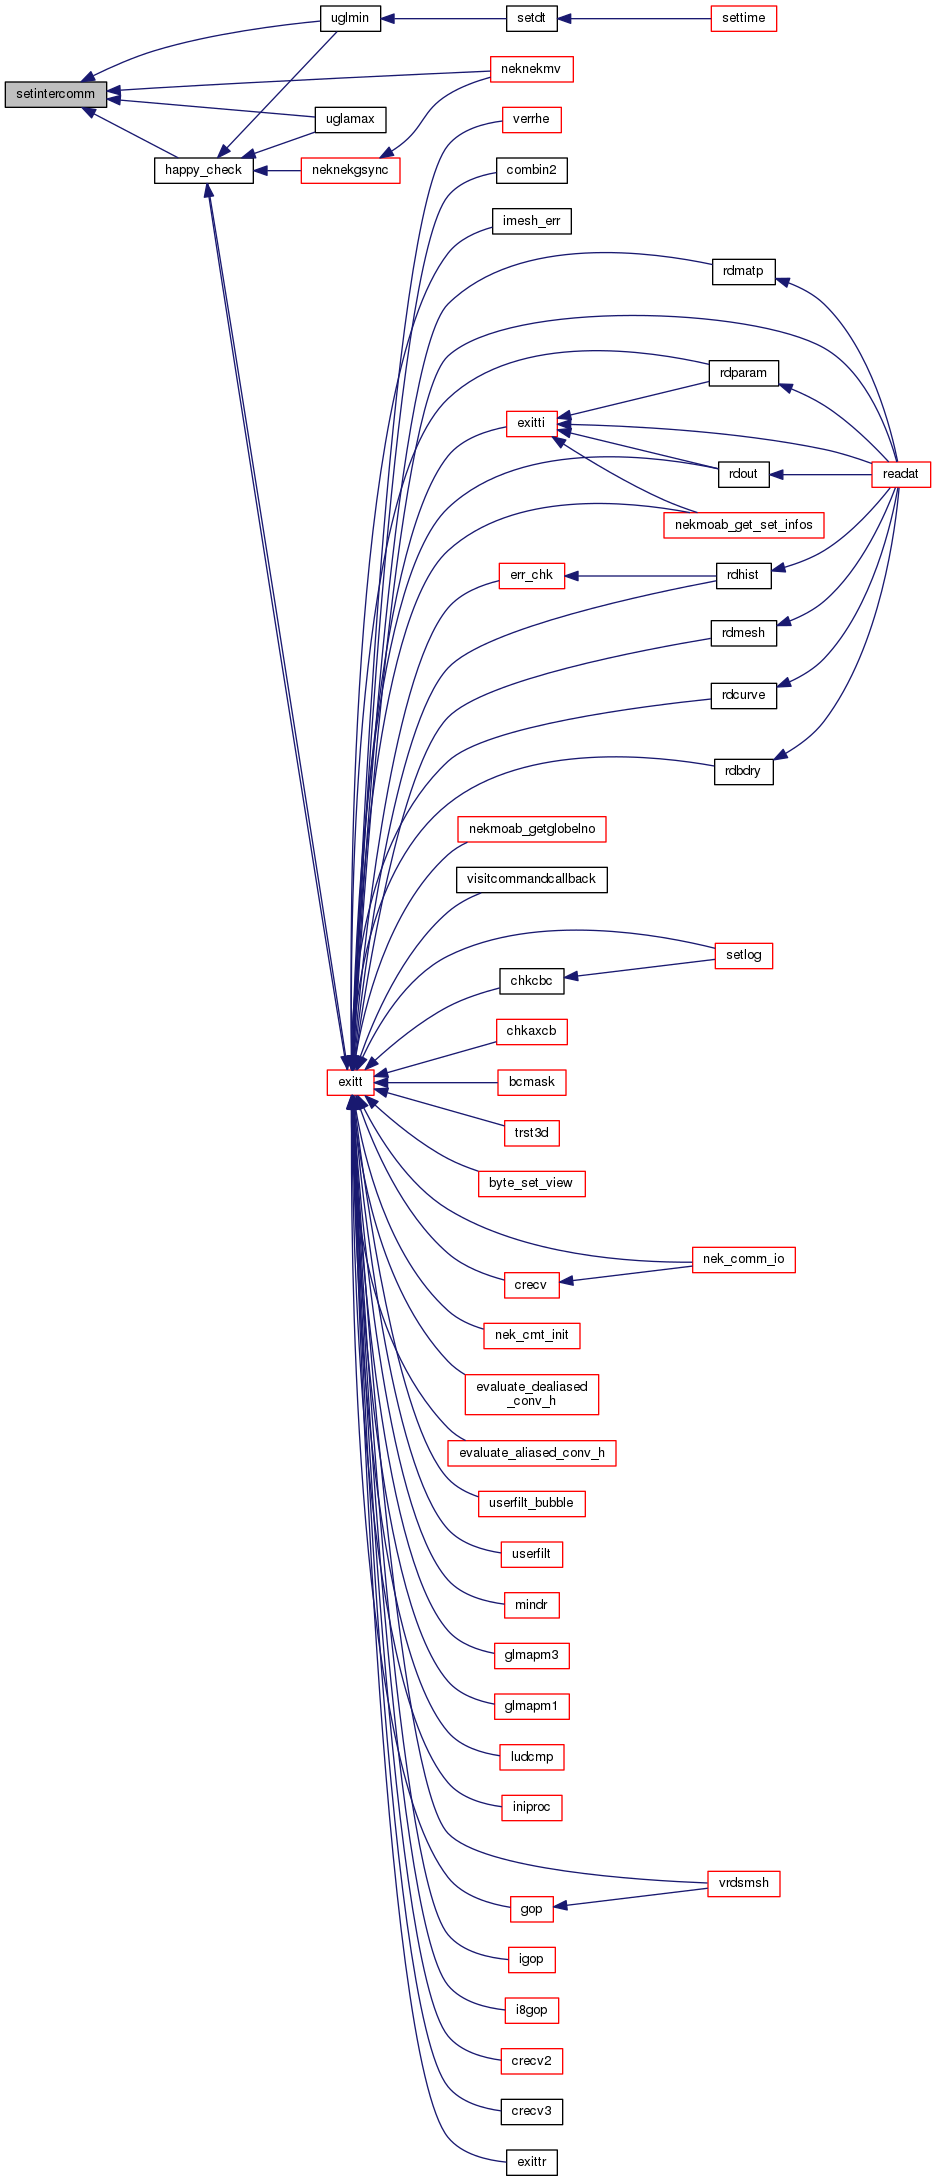 uglmin
setdt
settime
neknekmv
setintercomm
uglamax
verrhe
happy_check
neknekgsync
combin2
imesh_err
rdmatp
rdparam
exitti
rdout
readat
nekmoab_get_set_infos
err_chk
rdhist
rdmesh
rdcurve
rdbdry
nekmoab_getglobelno
visitcommandcallback
setlog
chkcbc
chkaxcb
exitt
bcmask
trst3d
byte_set_view
nek_comm_io
crecv
nek_cmt_init
evaluate_dealiased
_conv_h
evaluate_aliased_conv_h
userfilt_bubble
userfilt
mindr
glmapm3
glmapm1
ludcmp
iniproc
vrdsmsh
gop
igop
i8gop
crecv2
crecv3
exittr